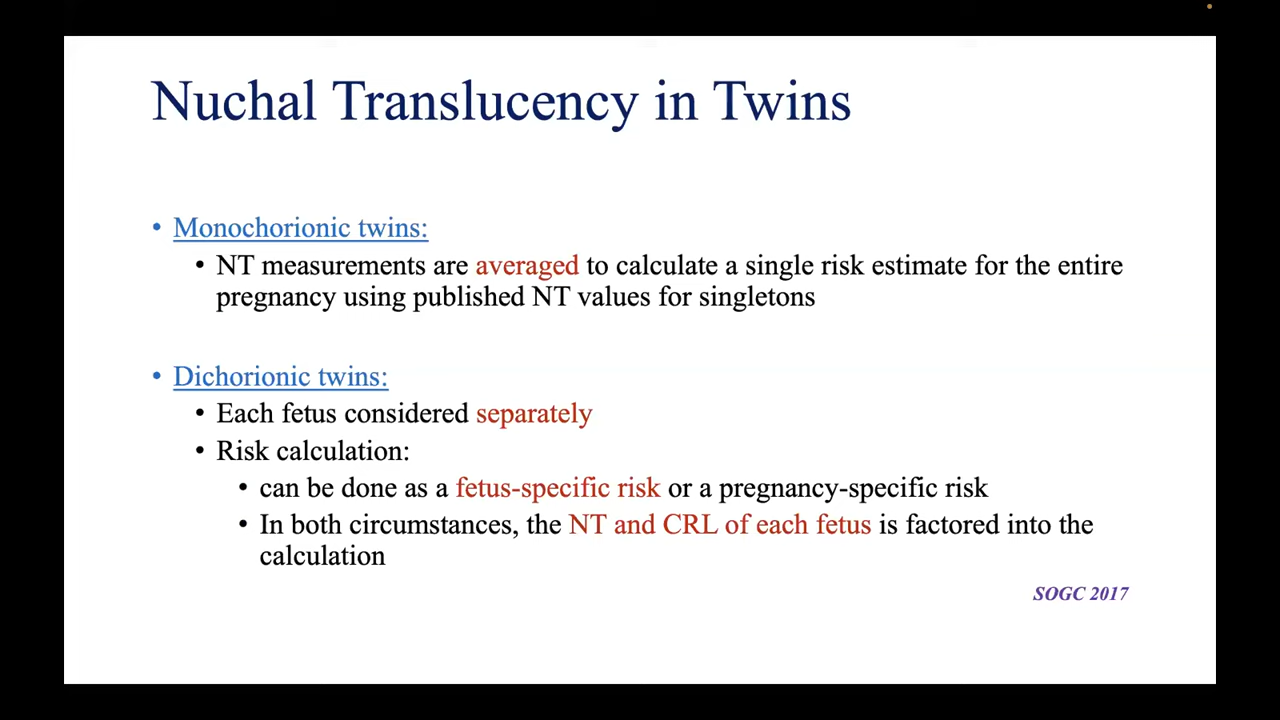 Nuchal Translucency in Twins
• Monochorionic twins:
• NT measurements are averaged to calculate a single risk estimate for the entire
pregnancy using published NT values for singletons
• Dichorionic twins:
• Each fetus considered separately
• Risk calculation:
• can be done as a fetus-specific risk or a pregnancy-specific risk
• In both circumstances, the NT and CRL of each fetus is factored into the
calculation
SOGC 2017